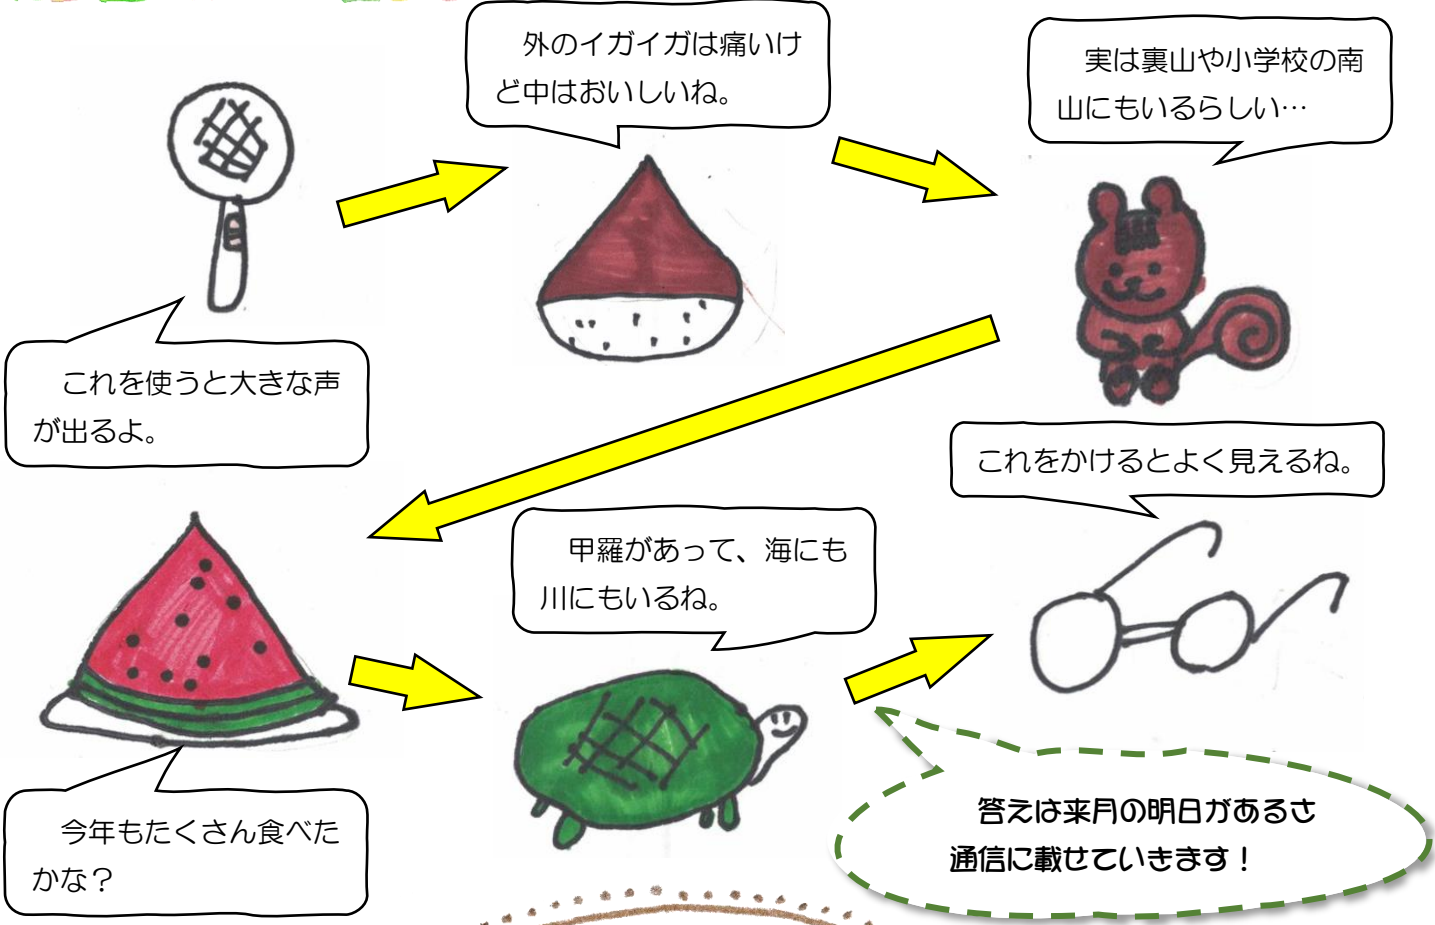 これを使うと大きな声
が出るよ。
外のイガイガは痛いけ
ど中はおいしいね。
実は裏山や小学校の南
山にもいるらしい…
今年もたくさん食べた
かな？
甲羅があって、海にも
川にもいるね。
これをかけるとよく見えるね。
答えは来月の明日があるさ
通信に載せていきます！